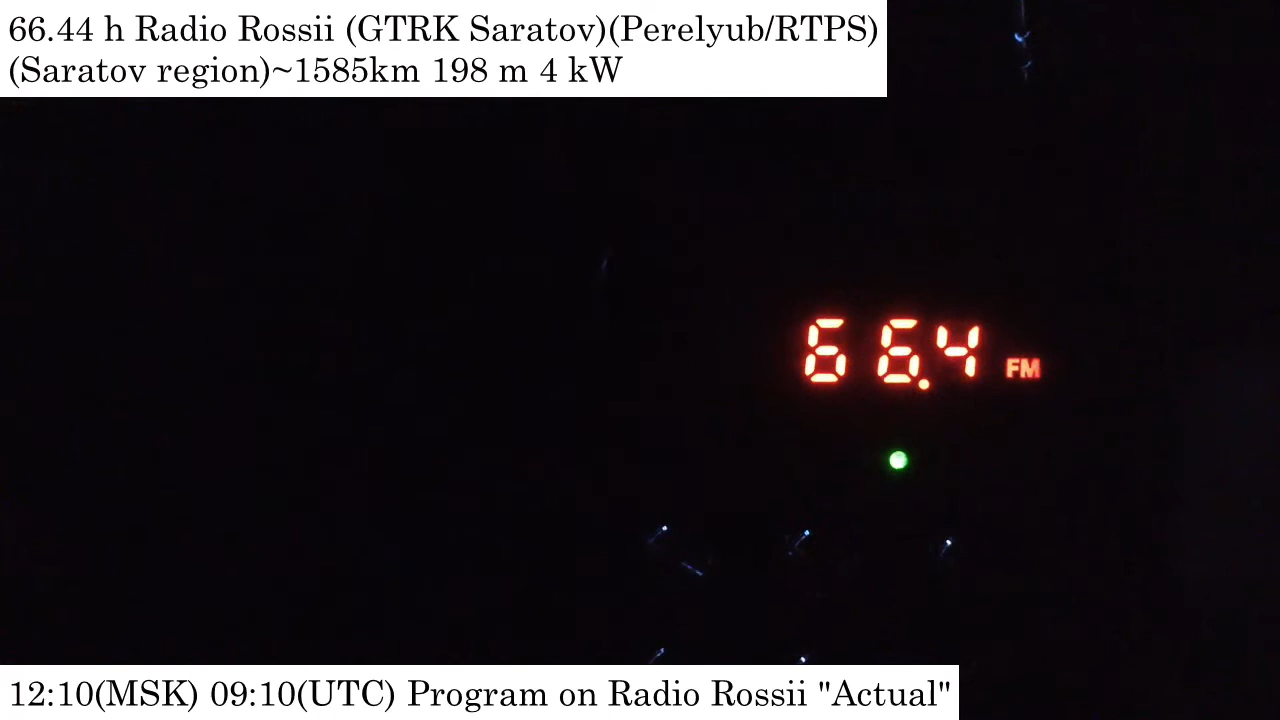 66.44 h Radio Rossii (GTRK Saratov)(Perelyub/RTPS)
(Saratov region)~1585km 198 m 4 kW
66.4 FM
12:10(MSK) 09:10(UTC) Program on Radio Rossii "Actual"